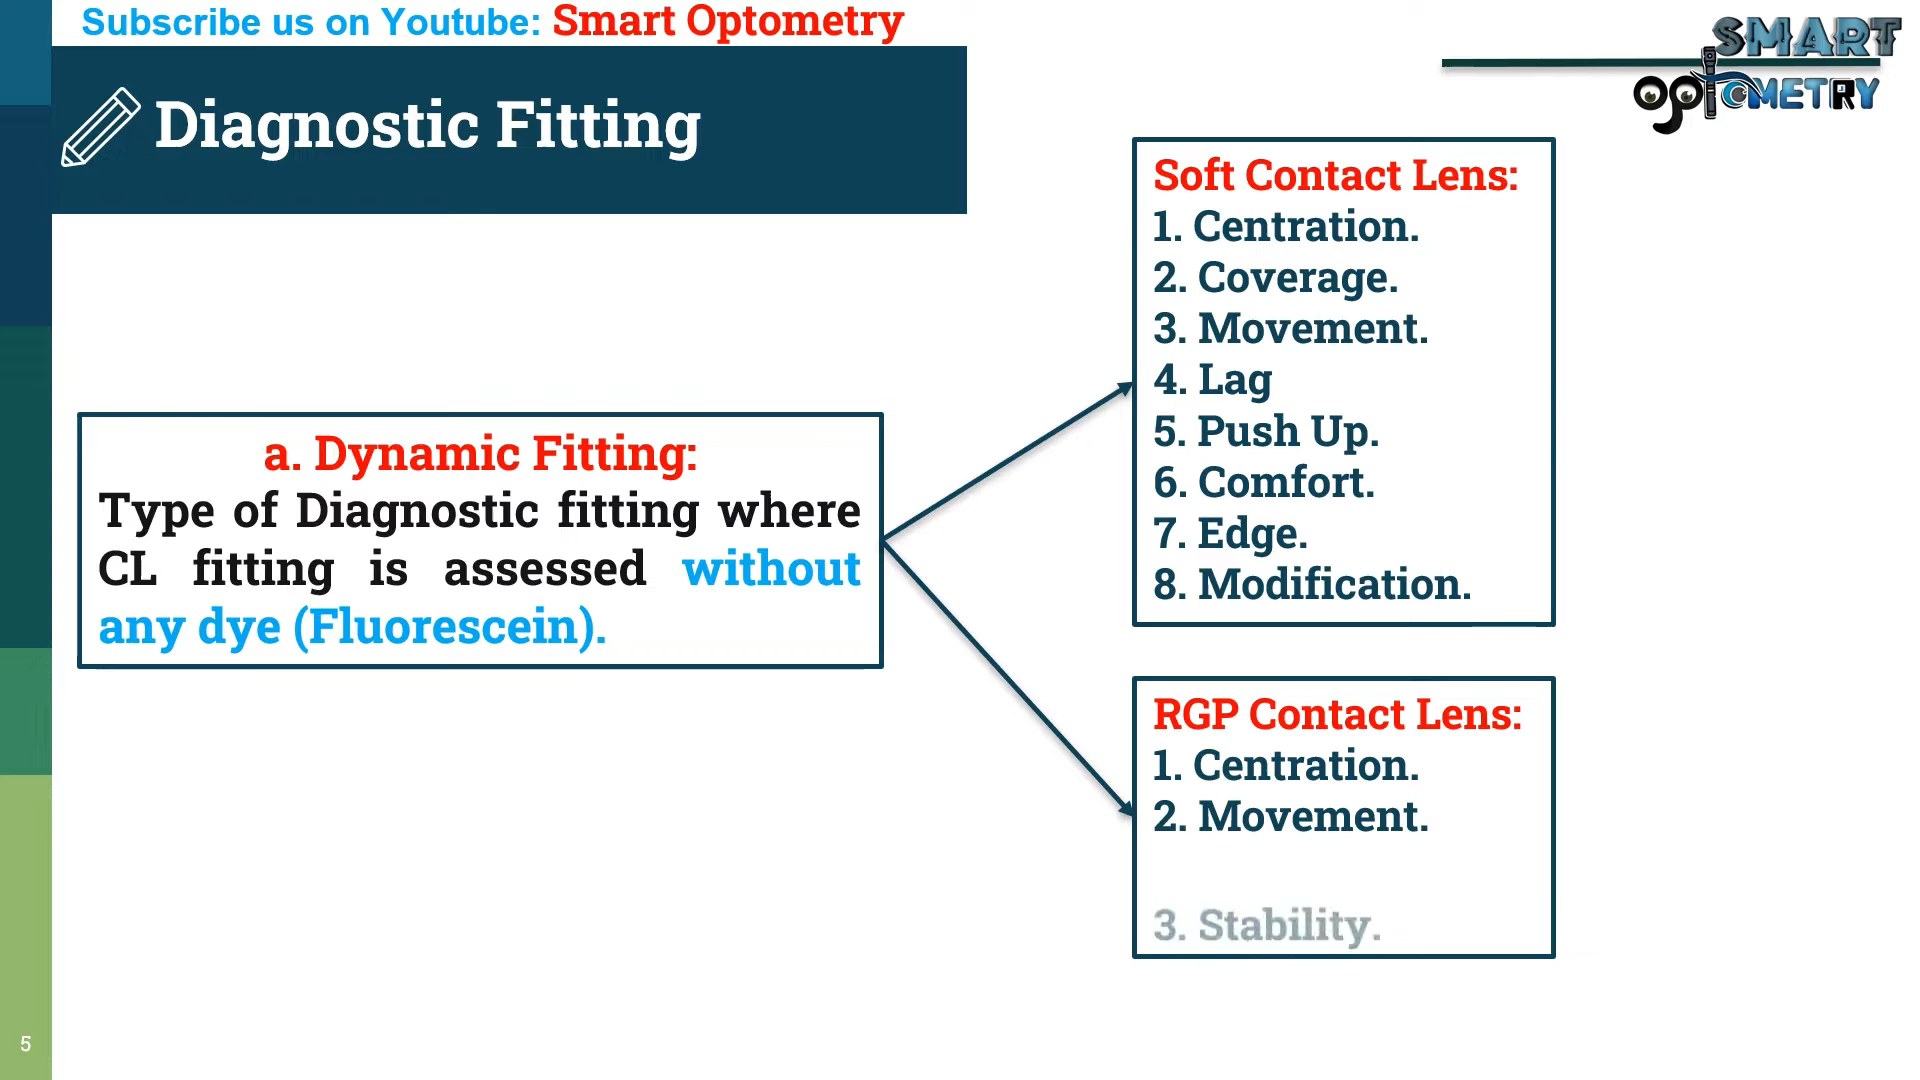 Subscribe us on Youtube: Smart Optometry
SMART
OptOMETRY
Diagnostic Fitting
a. Dynamic Fitting:
Type of Diagnostic fitting where
CL fitting is assessed without
any dye (Fluorescein).
Soft Contact Lens:
1. Centration.
2. Coverage.
3. Movement.
4. Lag
5. Push Up.
6. Comfort.
7. Edge.
8. Modification.
RGP Contact Lens:
1. Centration.
2. Movement.
3. Stability.
5